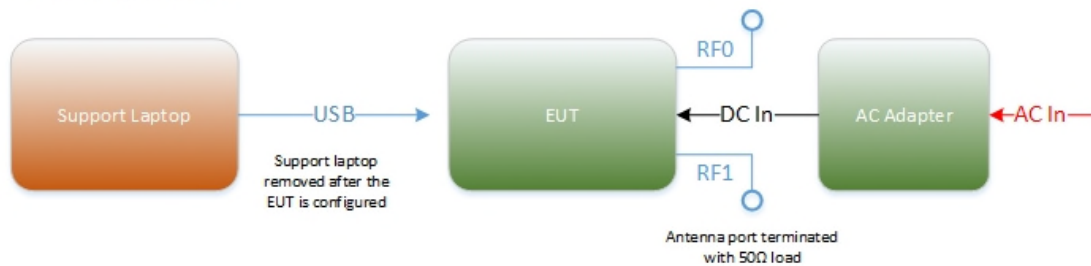 RF0
Support Laptop
USB
EUT
DC In
AC Adapter
AC In
Support laptop
removed after the
EUT is configured
RF1
Antenna port terminated
with 50Ω load